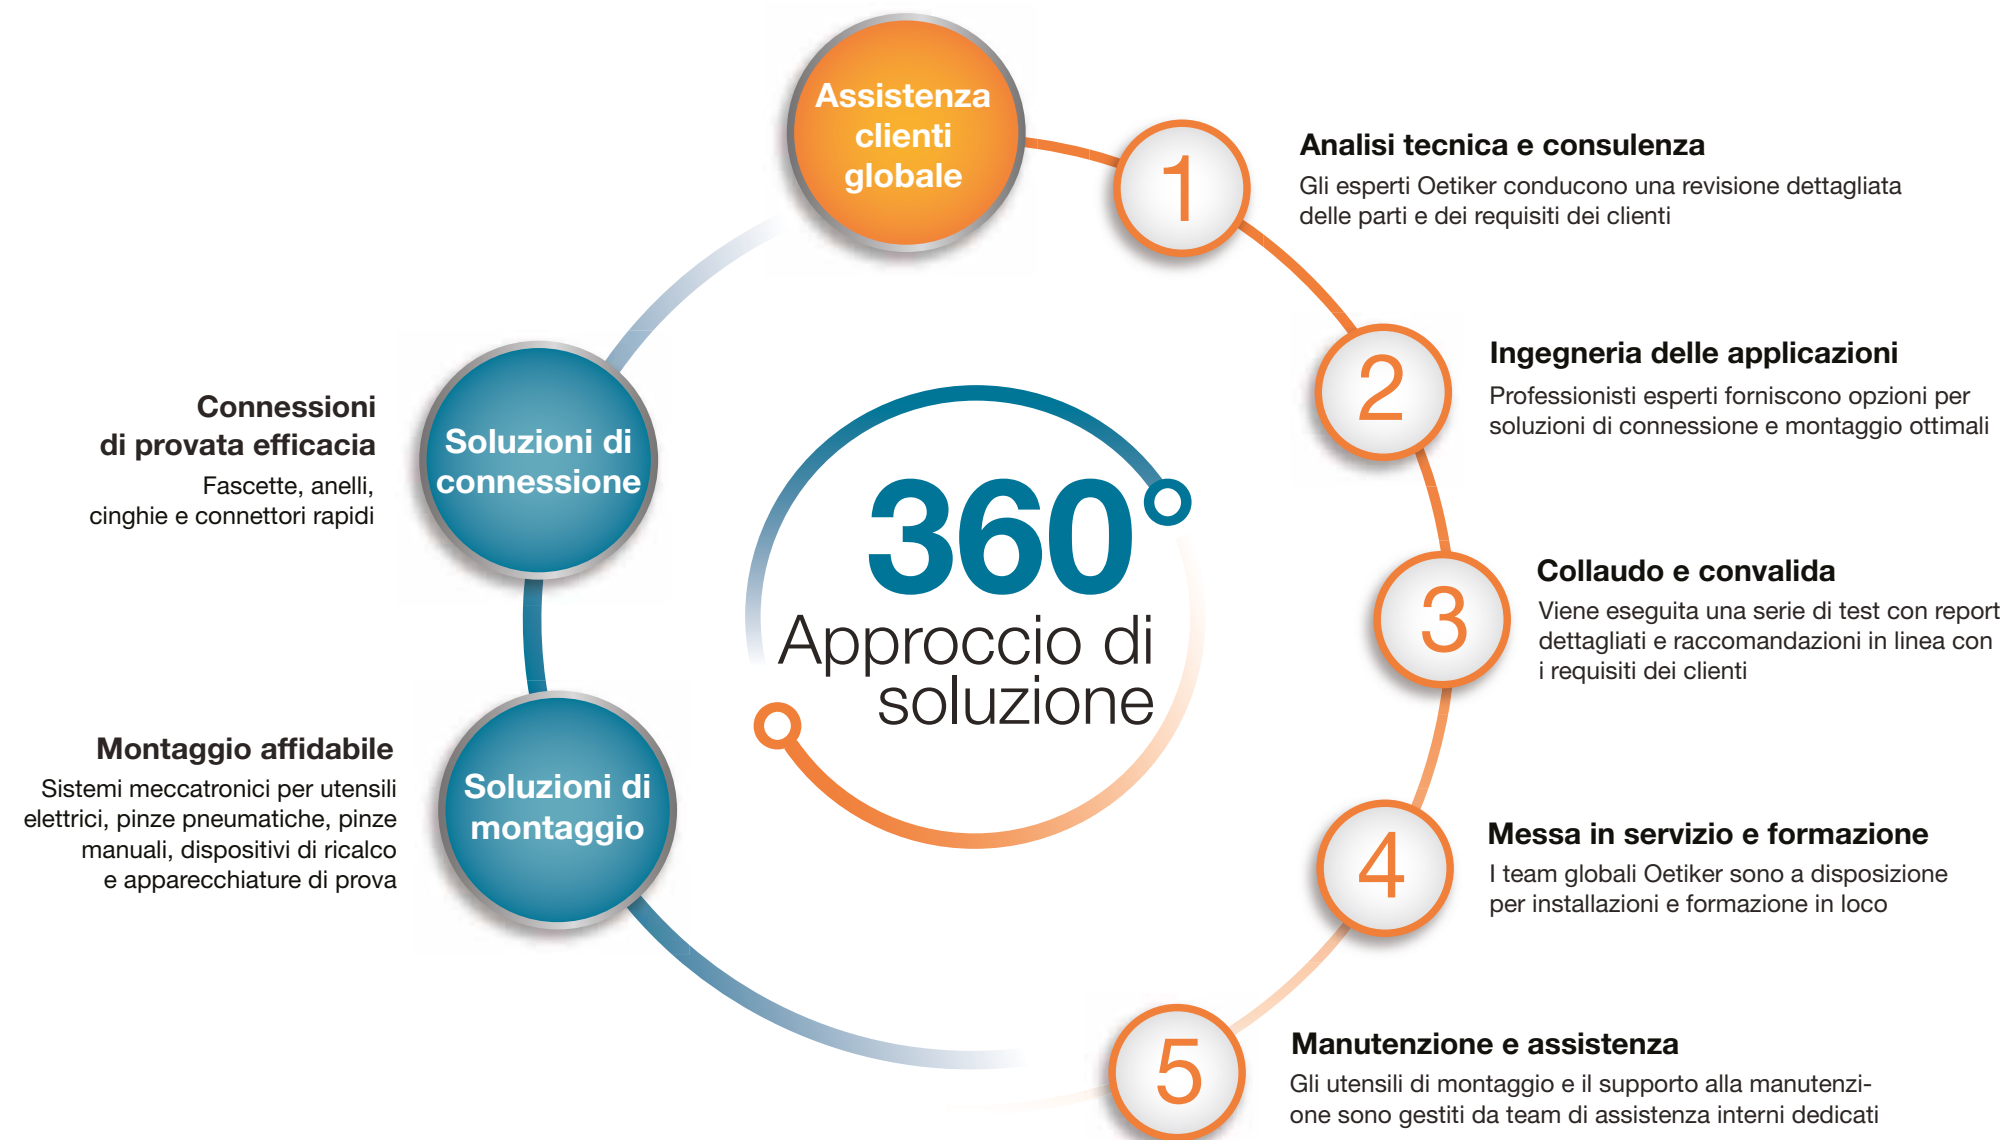 Assistenza
clienti
globale
1
Analisi tecnica e consulenza
Gli esperti Oetiker conducono una revisione dettagliata
delle parti e dei requisiti dei clienti
2
Ingegneria delle applicazioni
Professionisti esperti forniscono opzioni per
soluzioni di connessione e montaggio ottimali
3
Collaudo e convalida
Viene eseguita una serie di test con report
dettagliati e raccomandazioni in linea con
i requisiti dei clienti
4
Messa in servizio e formazione
I team globali Oetiker sono a disposizione
per installazioni e formazione in loco
5
Manutenzione e assistenza
Gli utensili di montaggio e il supporto alla manutenzi-
one sono gestiti da team di assistenza interni dedicati
Soluzioni di
connessione
Connessioni
di provata efficacia
Fascette, anelli,
cinghie e connettori rapidi
Soluzioni di
montaggio
Montaggio affidabile
Sistemi meccatronici per utensili
elettrici, pinze pneumatiche, pinze
manuali, dispositivi di ricalco
e apparecchiature di prova
360°
Approccio di
soluzione